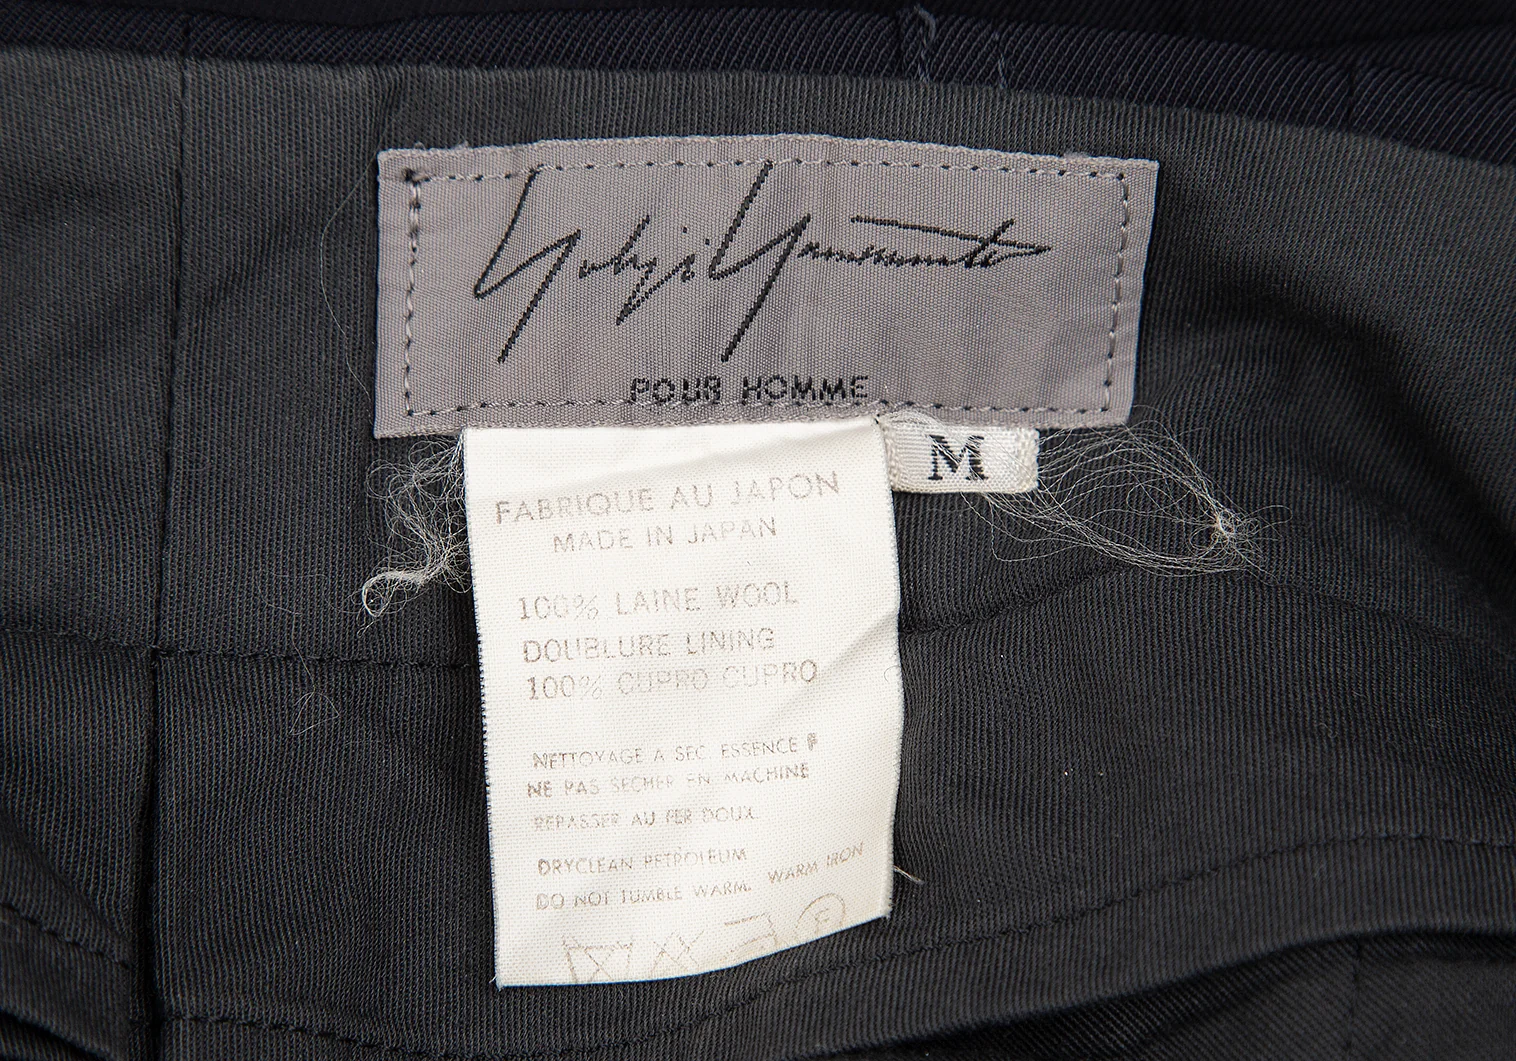 Yohji Yamamoto
POUR HOMME
M
FABRIQUE AU JAPON
MADE IN JAPAN
100% LAINE WOOL
DOUBLURE LINING
100% CUPRO CUPRO
NETTOYAGE A SEC ESSENCE F
NE PAS SECHER EN MACHINE
REPASSER AU FER DOUX.
DRYCLEAN PETROLEUM
DO NOT TUMBLE WARM. WARM IRON
F